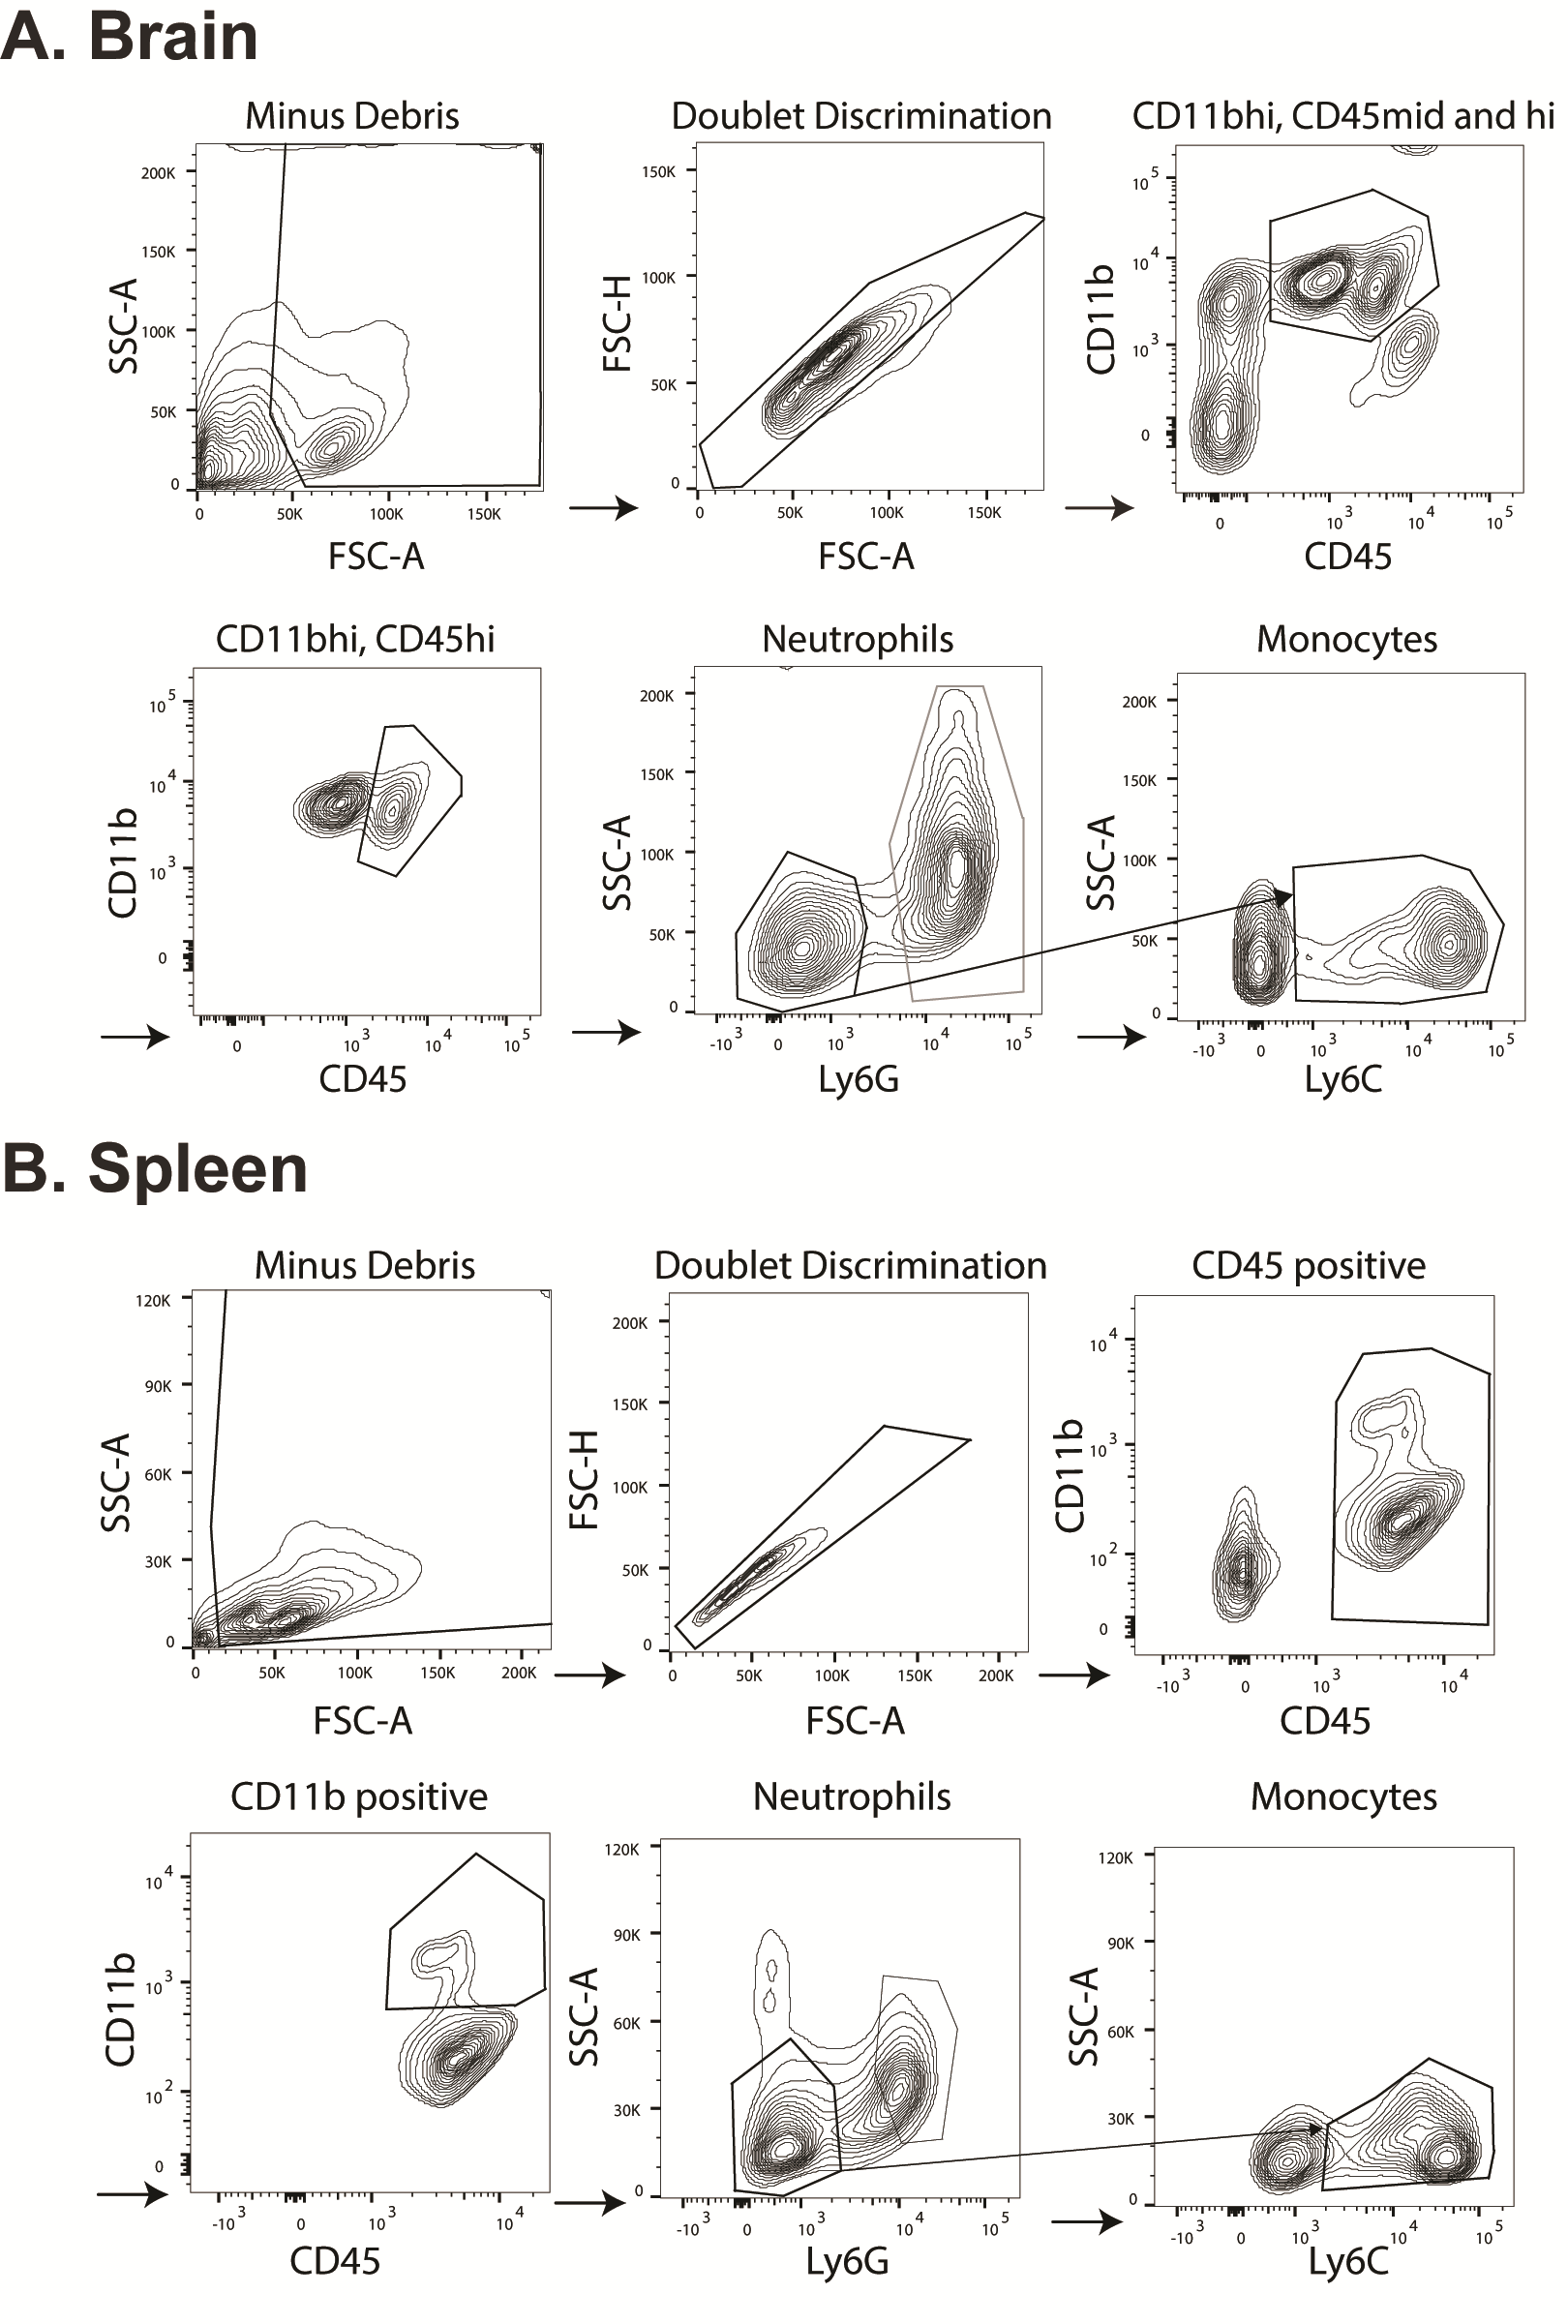 A. Brain
Minus Debris
Doublet Discrimination
CD11bhi, CD45mid and hi
SSC-A
200K
150K
100K
50K
0
0 50K 100K 150K
FSC-A
FSC-H
150K
100K
50K
0
0 50K 100K 150K
FSC-A
CD11b
10 5
10 4
10 3
0
0 10 3 10 4 10 5
CD45
CD11bhi, CD45hi
Neutrophils
Monocytes
CD11b
10 5
10 4
10 3
0
0 10 3 10 4 10 5
CD45
SSC-A
200K
150K
100K
50K
0
-10 3 0 10 3 10 4 10 5
Ly6G
SSC-A
200K
150K
100K
50K
0
-10 3 0 10 3 10 4 10 5
Ly6C
B. Spleen
Minus Debris
Doublet Discrimination
CD45 positive
SSC-A
120K
90K
60K
30K
0
0 50K 100K 150K 200K
FSC-A
FSC-H
200K
150K
100K
50K
0
0 50K 100K 150K 200K
FSC-A
CD11b
10 4
10 3
10 2
0
-10 3 0 10 3 10 4
CD45
CD11b positive
Neutrophils
Monocytes
CD11b
10 4
10 3
10 2
0
-10 3 0 10 3 10 4
CD45
SSC-A
120K
90K
60K
30K
0
-10 3 0 10 3 10 4 10 5
Ly6G
SSC-A
120K
90K
60K
30K
0
-10 3 0 10 3 10 4 10 5
Ly6C